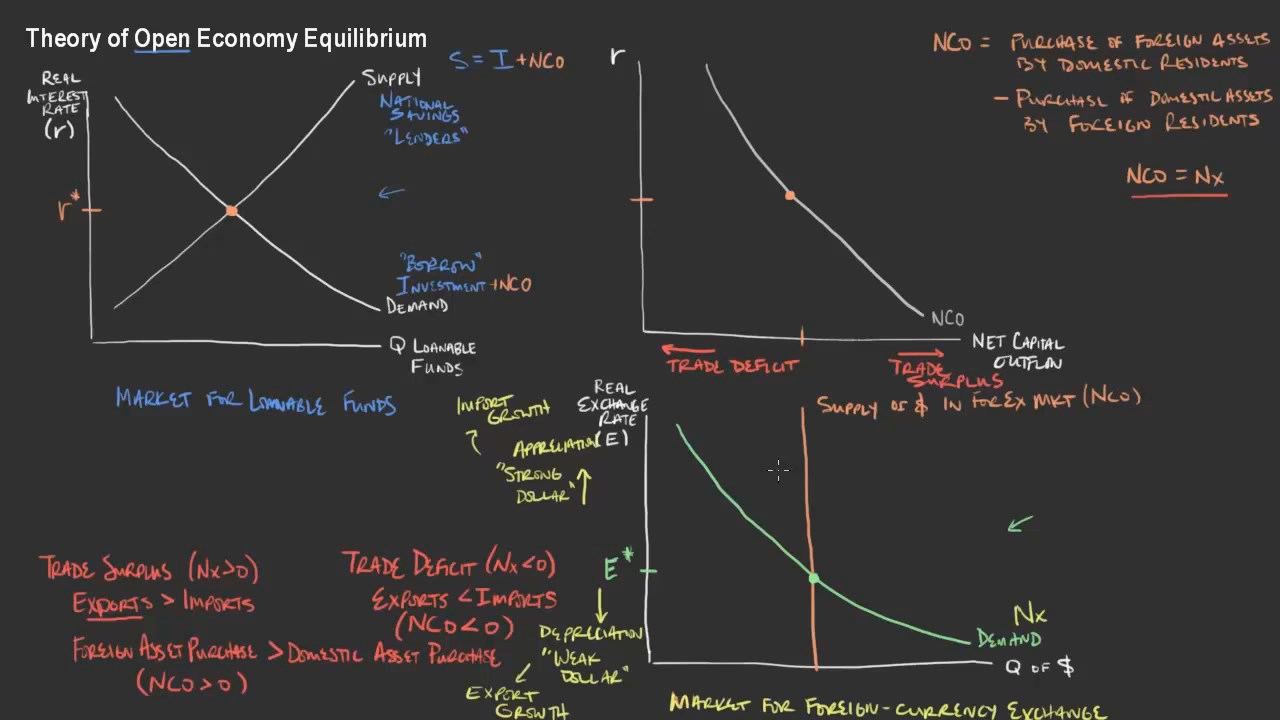 Theory of Open Economy Equilibrium
S = I + NCO
REAL
INTEREST
RATE
(r)
SUPPLY
NATIONAL
SAVINGS
"LENDERS"
r*
"BORROW"
INVESTMENT +NCO
DEMAND
Q LOANABLE
FUNDS
MARKET FOR LOANABLE FUNDS
r
NCO = PURCHASE OF FOREIGN ASSETS
BY DOMESTIC RESIDENTS
- PURCHASE OF DOMESTIC ASSETS
BY FOREIGN RESIDENTS
NCO = NX
NCO
NET CAPITAL
OUTFLOW
TRADE DEFICIT
TRADE
SURPLUS
REAL
EXCHANGE
RATE
(E)
SUPPLY OF $ IN FOREX MKT (NCO)
IMPORT
GROWTH
APPRECIATION
"STRONG
DOLLAR"
E*
DEPRECIATION
"WEAK
DOLLAR"
EXPORT
GROWTH
NX
DEMAND
Q OF $
MARKET FOR FOREIGN-CURRENCY EXCHANGE
TRADE SURPLUS (NX>0)
EXPORTS > IMPORTS
FOREIGN ASSET PURCHASE > DOMESTIC ASSET PURCHASE
(NCO>0)
TRADE DEFICIT (NX<0)
EXPORTS < IMPORTS
(NCO<0)